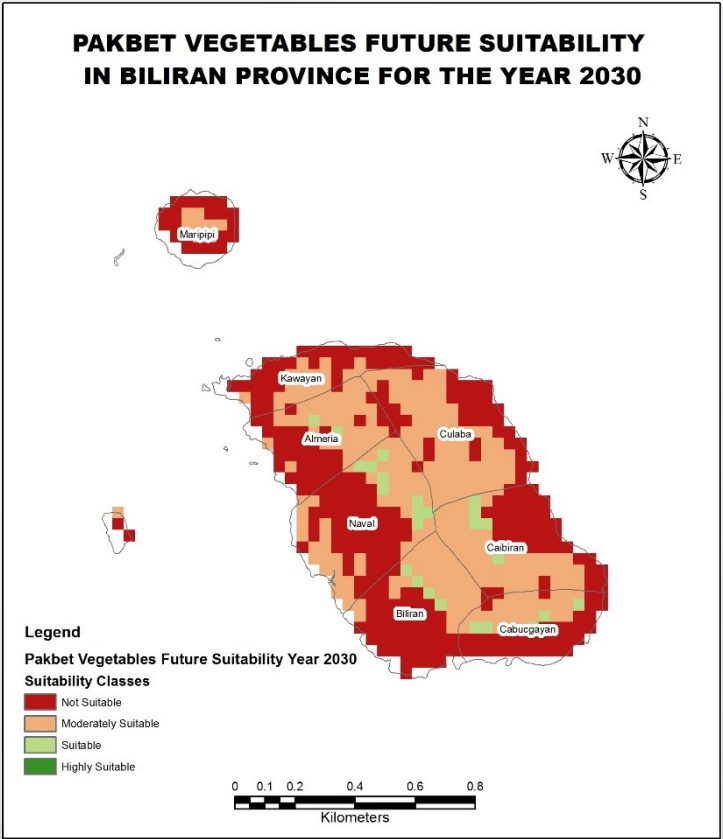 PAKBET VEGETABLES FUTURE SUITABILITY
IN BILIRAN PROVINCE FOR THE YEAR 2030
N
W E
S
Maripipi
Kawayan
Almeria
Culaba
Naval
Caibiran
Biliran
Cabucgayan
Legend
Pakbet Vegetables Future Suitability Year 2030
Suitability Classes
Not Suitable
Moderately Suitable
Suitable
Highly Suitable
0 0.1 0.2 0.4 0.6 0.8
Kilometers